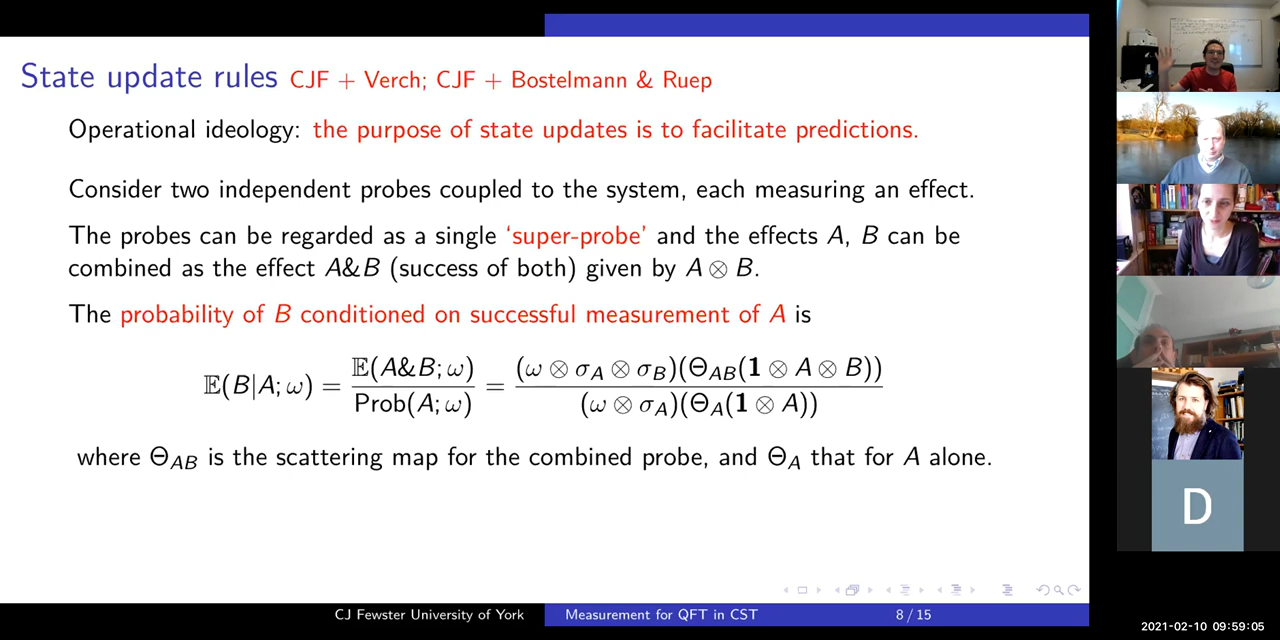 State update rules CJF + Verch; CJF + Bostelmann & Ruep
Operational ideology: the purpose of state updates is to facilitate predictions.
Consider two independent probes coupled to the system, each measuring an effect.
The probes can be regarded as a single ‘super-probe’ and the effects A, B can be
combined as the effect A&B (success of both) given by A ⊗ B.
The probability of B conditioned on successful measurement of A is
𝔼(B|A; ω) = 𝔼(A&B; ω) / Prob(A; ω) = (ω ⊗ σ_A ⊗ σ_B)(Θ_AB(𝟏 ⊗ A ⊗ B)) / (ω ⊗ σ_A)(Θ_A(𝟏 ⊗ A))
where Θ_AB is the scattering map for the combined probe, and Θ_A that for A alone.
CJ Fewster University of York Measurement for QFT in CST 8 / 15
D
2021-02-10 09:59:05